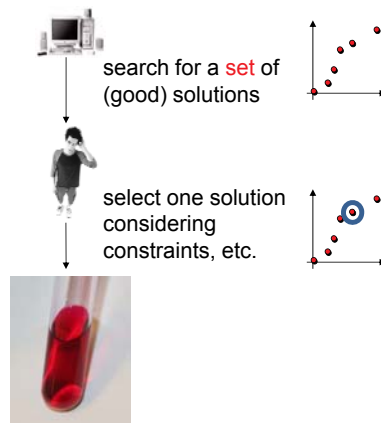 search for a set of
(good) solutions
select one solution
considering
constraints, etc.